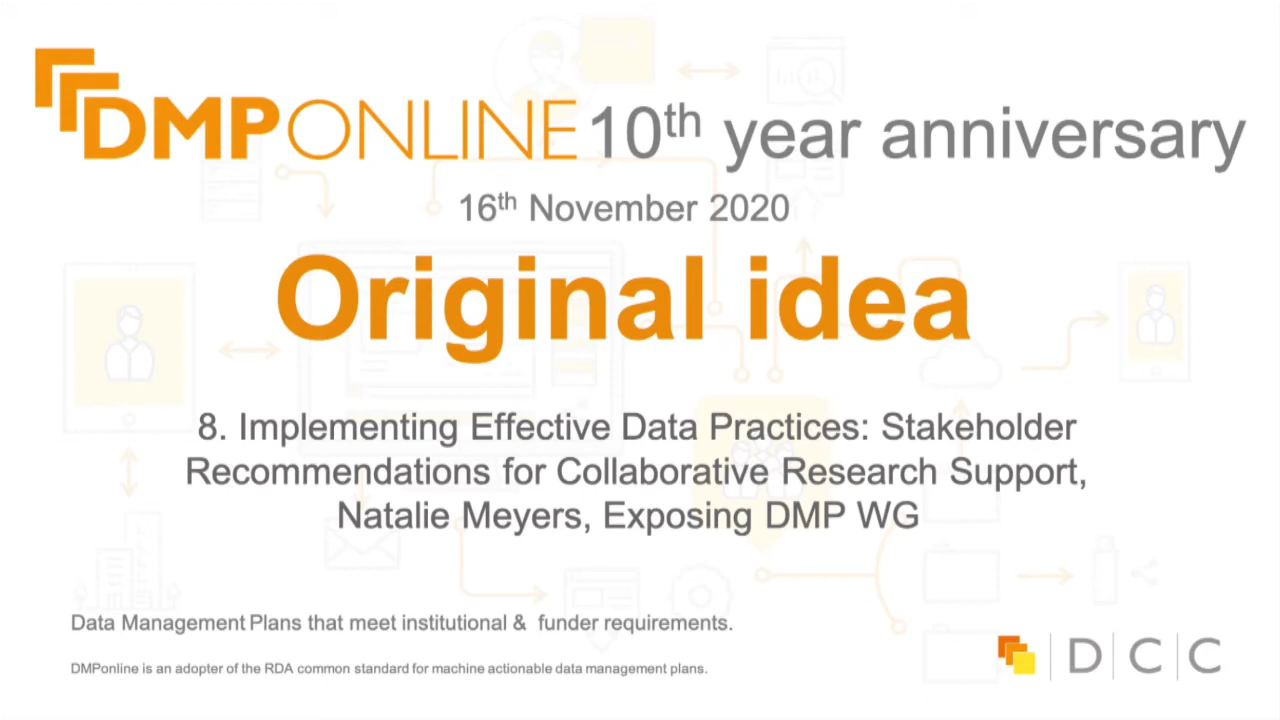 DMPONLINE 10th year anniversary
16th November 2020
Original idea
8. Implementing Effective Data Practices: Stakeholder
Recommendations for Collaborative Research Support,
Natalie Meyers, Exposing DMP WG
Data Management Plans that meet institutional & funder requirements.
DMPonline is an adopter of the RDA common standard for machine actionable data management plans.
D|C|C